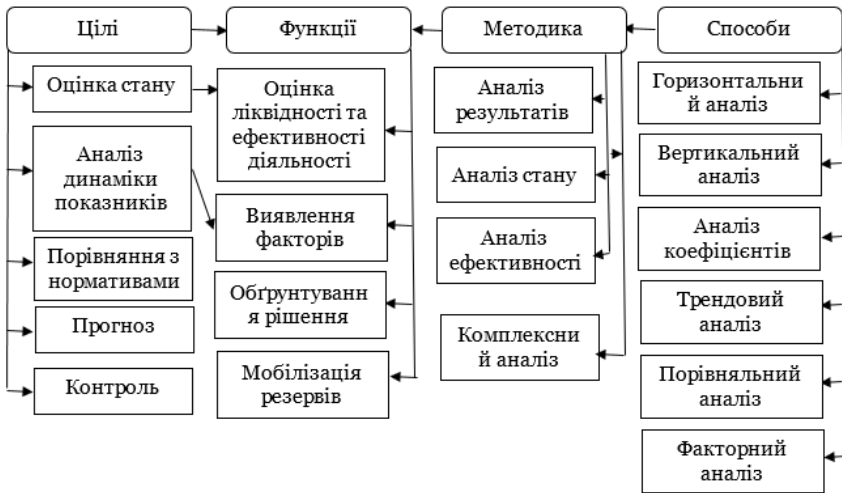 Цілі
Функції
Методика
Способи
Оцінка стану
Аналіз
динаміки
показників
Порівняння з
нормативами
Прогноз
Контроль
Оцінка
ліквідності та
ефективності
діяльності
Виявлення
факторів
Обґрунтуванн
я рішення
Мобілізація
резервів
Аналіз
результатів
Аналіз стану
Аналіз
ефективності
Комплексни
й аналіз
Горизонтальни
й аналіз
Вертикальний
аналіз
Аналіз
коефіцієнтів
Трендовий
аналіз
Порівняльний
аналіз
Факторний
аналіз